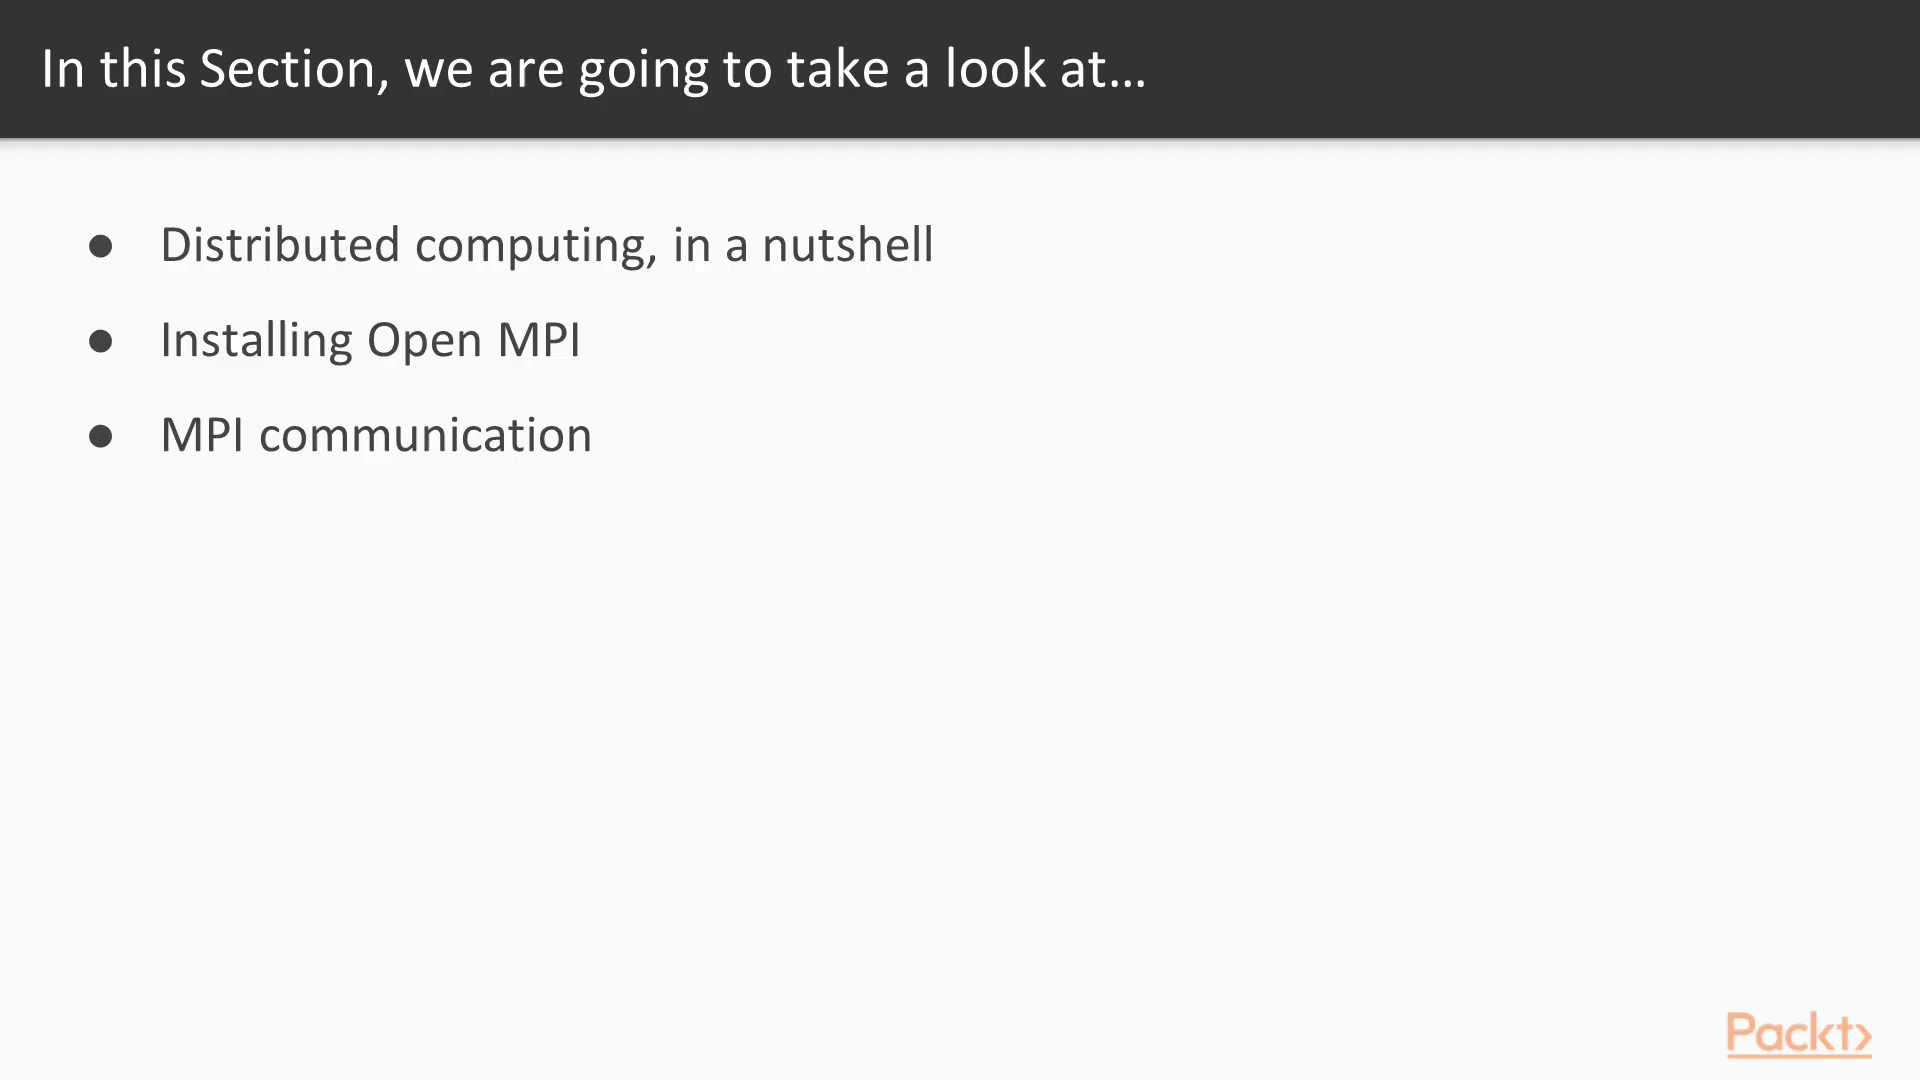 In this Section, we are going to take a look at...
● Distributed computing, in a nutshell
● Installing Open MPI
● MPI communication
Packt>